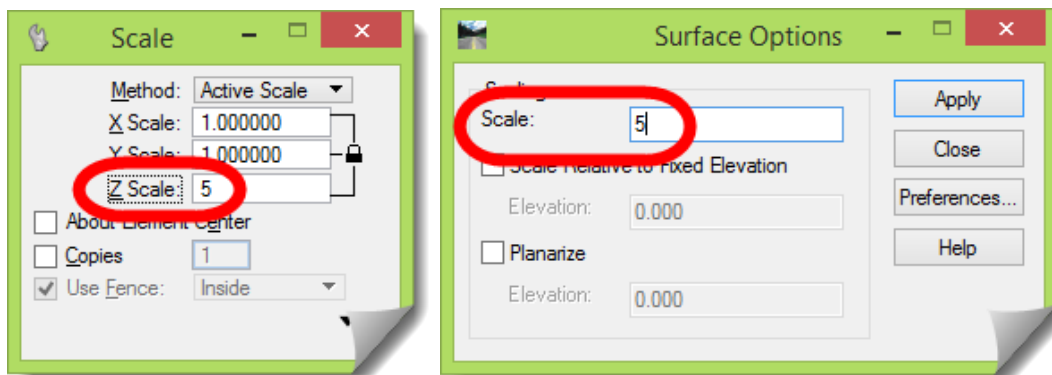 Scale
Method: Active Scale
X Scale: 1.000000
Y Scale: 1.000000
Z Scale: 5
About Element Center
Copies 1
Use Fence: Inside
Surface Options
Scale: 5
Scale Relative to Fixed Elevation
Elevation: 0.000
Planarize
Elevation: 0.000
Apply
Close
Preferences...
Help